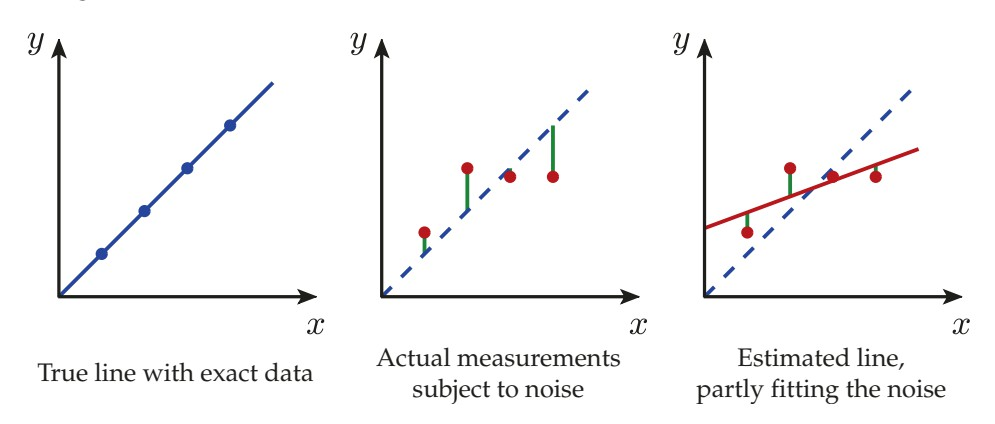 y
x
True line with exact data
y
x
Actual measurements
subject to noise
y
x
Estimated line,
partly fitting the noise